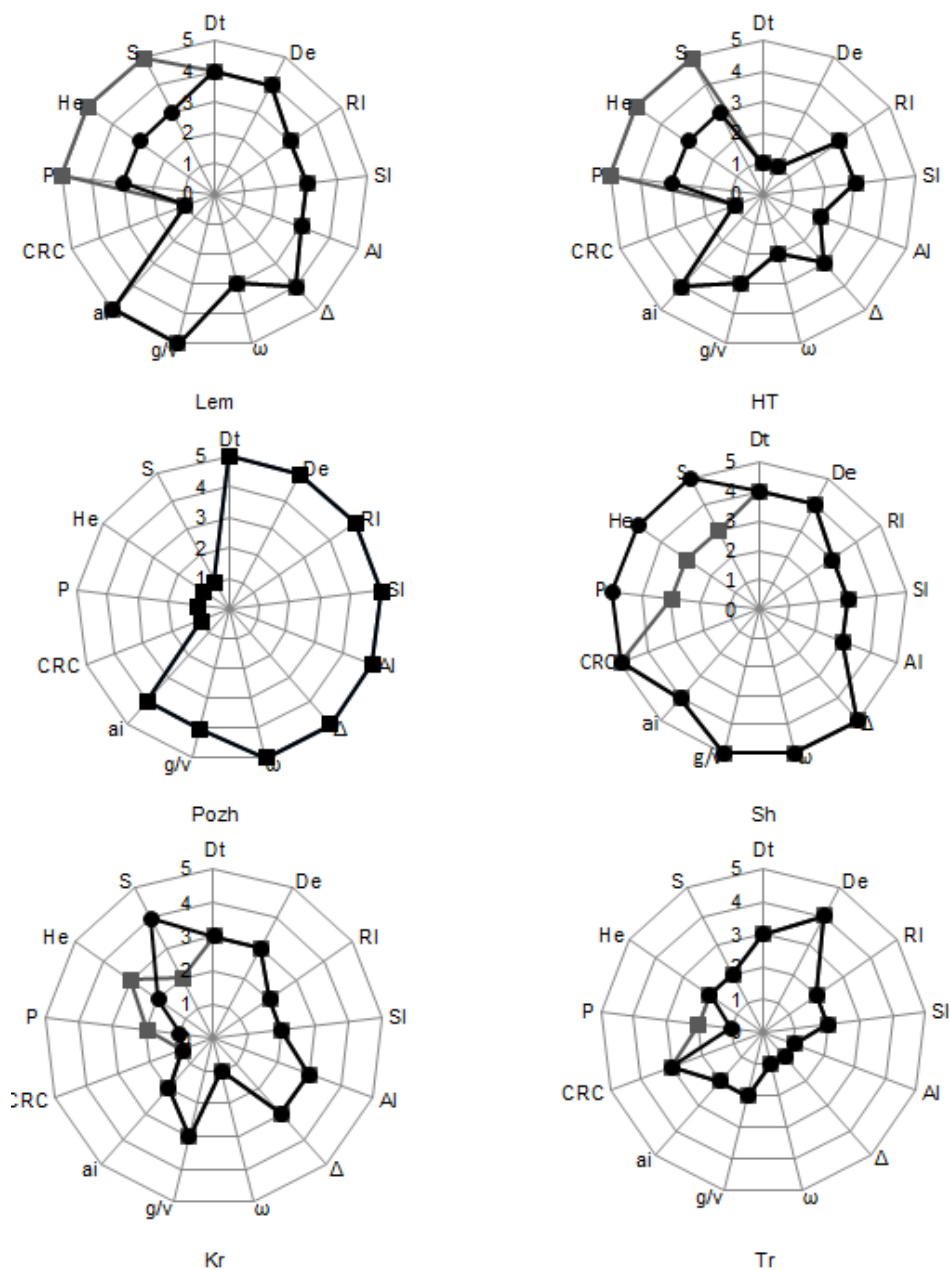 Dt
De
RI
SI
AI
Δ
ω
g/v
ai
CRC
P
He
S
5
4
3
2
1
0
Lem
Dt
De
RI
SI
AI
Δ
ω
g/v
ai
CRC
P
He
S
5
4
3
2
1
0
HT
Dt
De
RI
SI
AI
Δ
ω
g/v
ai
CRC
P
He
S
5
4
3
2
1
0
Pozh
Dt
De
RI
SI
AI
Δ
ω
g/v
ai
CRC
P
He
S
5
4
3
2
1
0
Sh
Dt
De
RI
SI
AI
Δ
ω
g/v
ai
CRC
P
He
S
5
4
3
2
1
0
Kr
Dt
De
RI
SI
AI
Δ
ω
g/v
ai
CRC
P
He
S
5
4
3
2
1
0
Tr